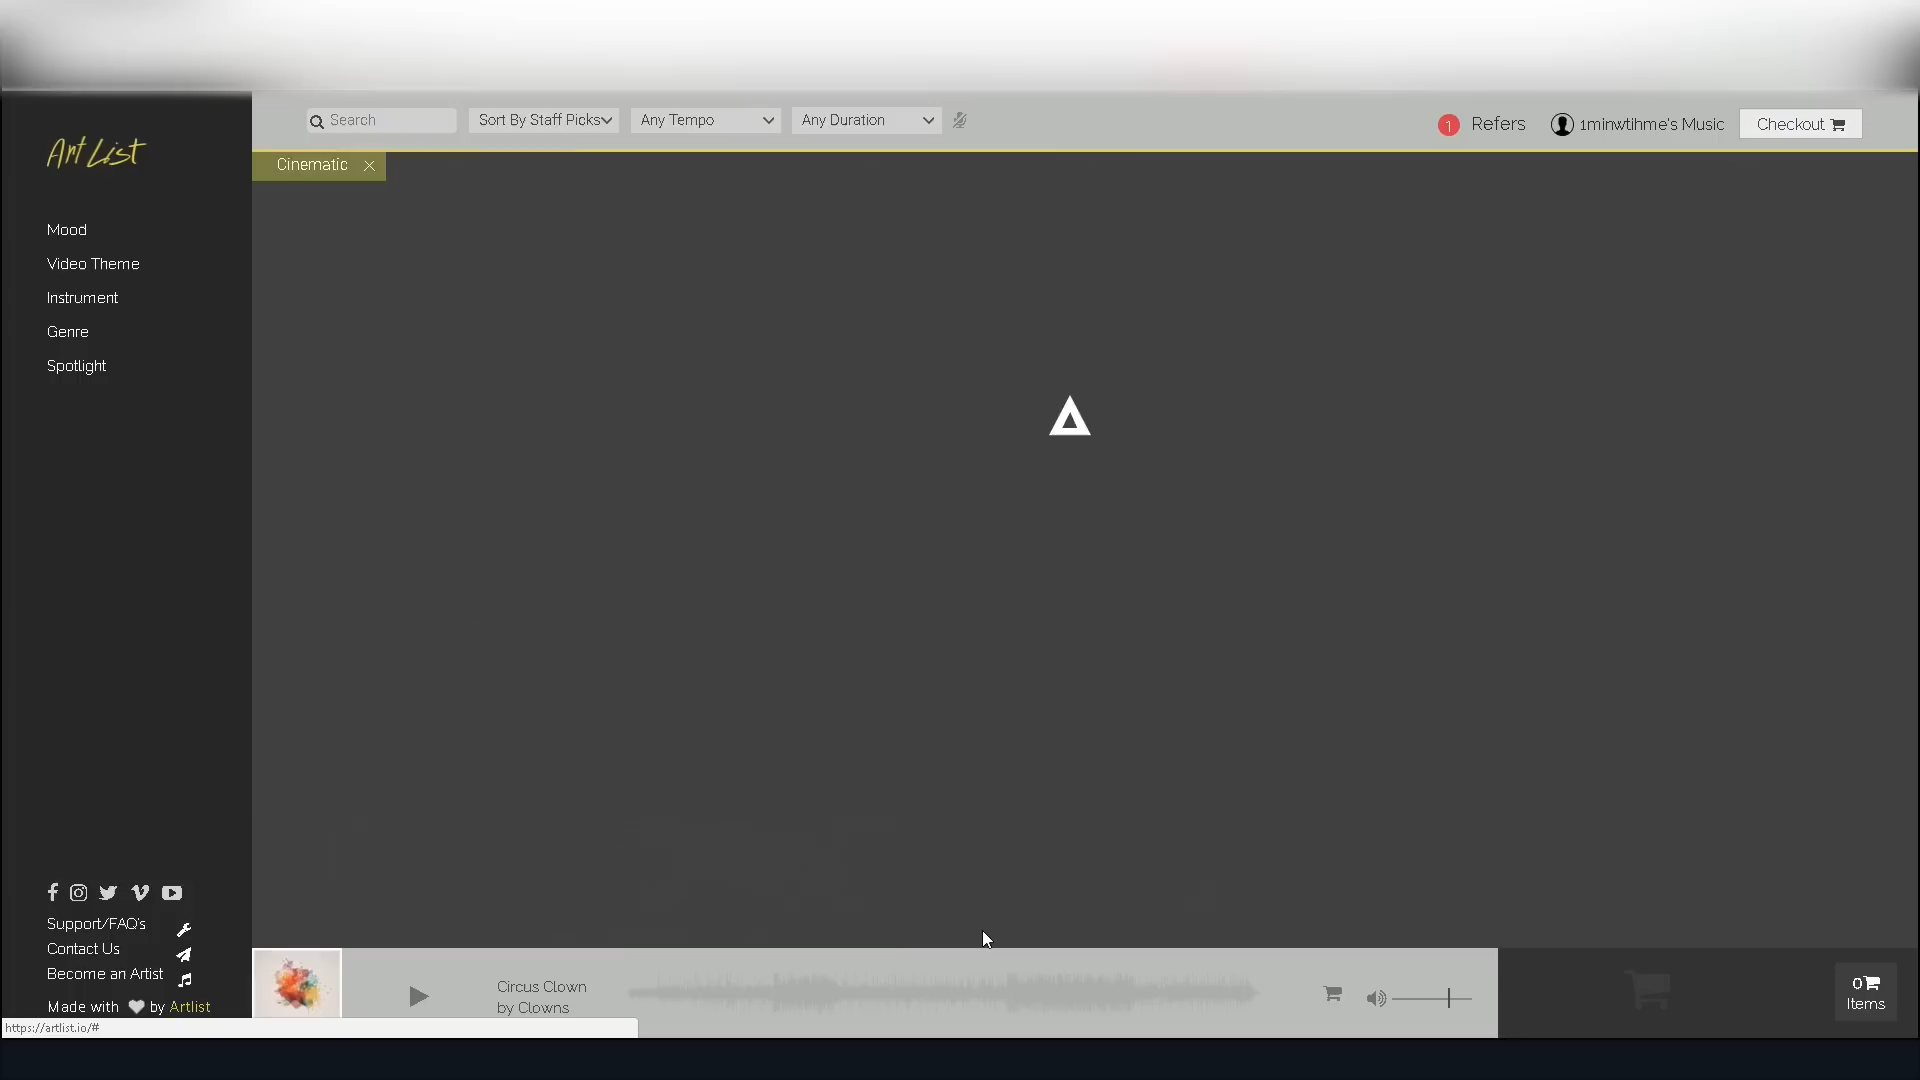 Art List
Search
Sort By Staff Picks
Any Tempo
Any Duration
1
Refers
1minwtihme's Music
Checkout
Cinematic
Mood
Video Theme
Instrument
Genre
Spotlight
Support/FAQ's
Contact Us
Become an Artist
Made with by Artlist
https://artlist.io/#
Circus Clown
by Clowns
0
Items